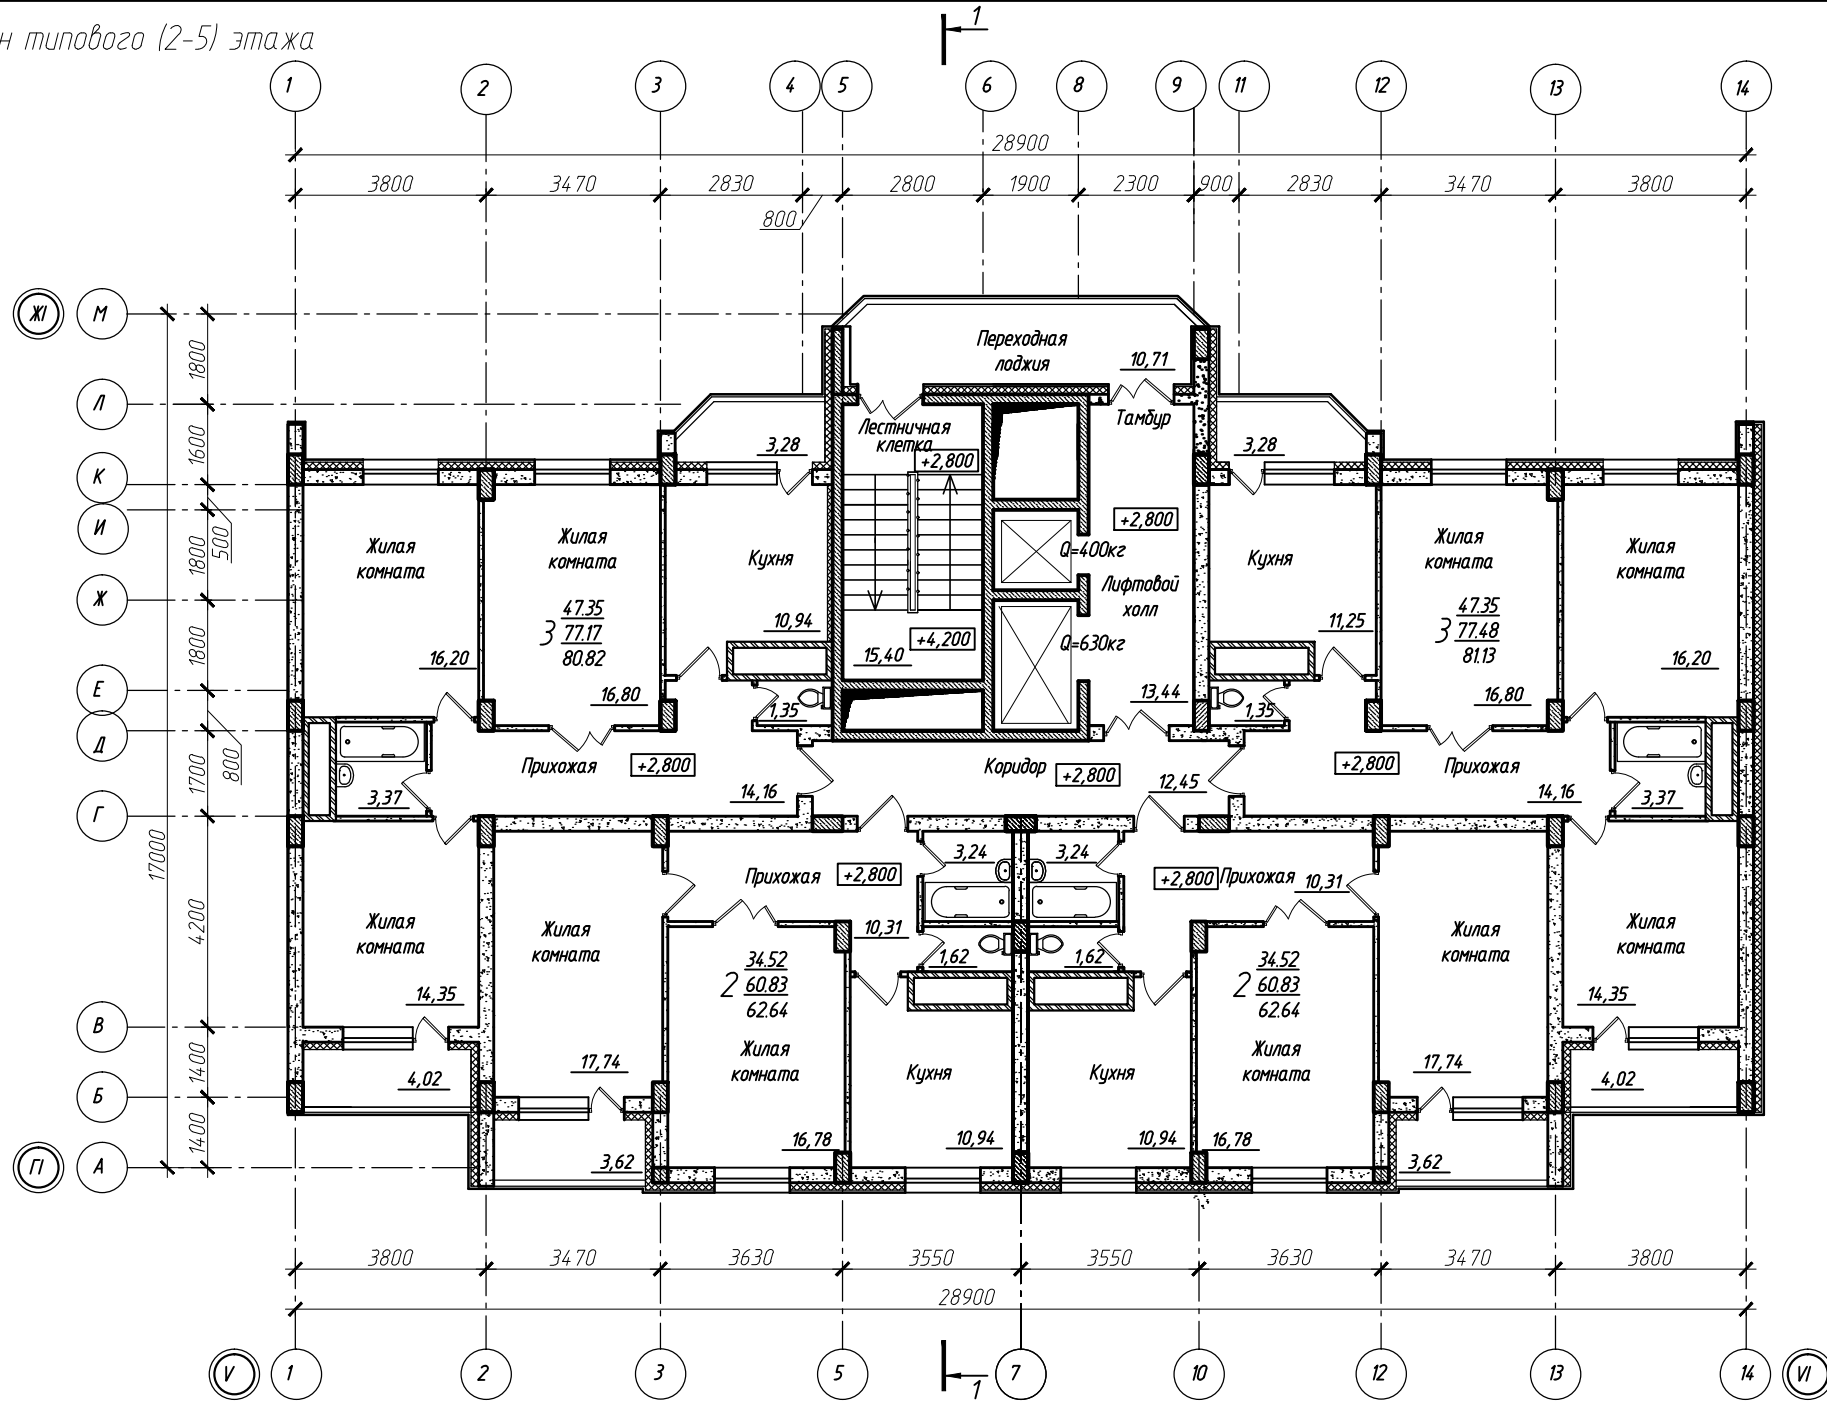 н типового (2-5) этажа
1
1 2 3 4 5 6 8 9 11 12 13 14
28900
3800 3470 2830 2800 1900 2300 900 2830 3470 3800
800
ЖI М
Л
К
И
Ж
Е
Д
Г
В
Б
ГI А
1800
1600
500
1800
1800
800
1700
4200
1400
1400
17000
Переходная
лоджия
10,71
Лестничная
клетка
+2,800
Тамбур
3,28
3,28
+2,800
Q=400кг
Лифтовой
холл
Q=630кг
+4,200
15,40
13,44
Жилая
комната
16,20
Жилая
комната
3
47.35
77.17
80.82
16,80
Кухня
10,94
1,35
Кухня
11,25
1,35
Жилая
комната
3
47.35
77.48
81.13
16,80
Жилая
комната
16,20
3,37
Прихожая
+2,800
14,16
Коридор
+2,800
12,45
+2,800
Прихожая
14,16
3,37
Жилая
комната
14,35
4,02
Жилая
комната
17,74
3,62
Прихожая
+2,800
10,31
3,24
1,62
2
34.52
60.83
62.64
Жилая
комната
16,78
Кухня
10,94
3,24
1,62
+2,800
Прихожая
10,31
Кухня
10,94
2
34.52
60.83
62.64
Жилая
комната
16,78
Жилая
комната
17,74
3,62
Жилая
комната
14,35
4,02
3800 3470 3630 3550 3550 3630 3470 3800
28900
V 1 2 3 5 7 10 12 13 14 VI
1